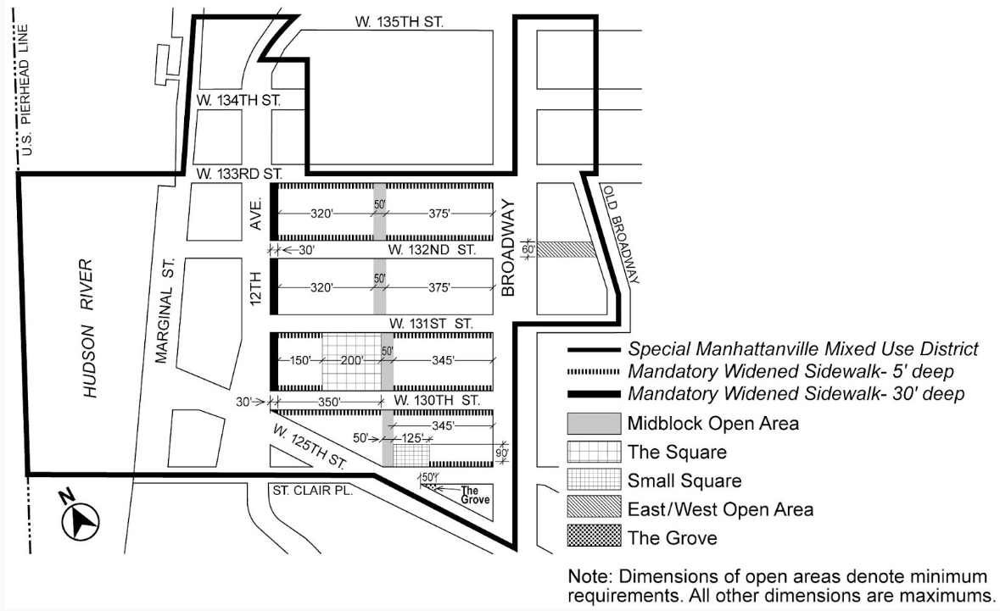 W. 135TH ST.
U.S. PIERHEAD LINE
W. 134TH ST.
W. 133RD ST.
AVE.
320'
50'
375'
BROADWAY
OLD BROADWAY
30'
W. 132ND ST.
60'
HUDSON RIVER
MARGINAL ST.
12TH
320'
50'
375'
W. 131ST ST.
150'
200'
50'
345'
30'
350'
W. 130TH ST.
345'
W. 125TH ST.
50'
125'
90'
50'
The
Grove
ST. CLAIR PL.
N
Special Manhattanville Mixed Use District
Mandatory Widened Sidewalk- 5' deep
Mandatory Widened Sidewalk- 30' deep
Midblock Open Area
The Square
Small Square
East/West Open Area
The Grove
Note: Dimensions of open areas denote minimum
requirements. All other dimensions are maximums.